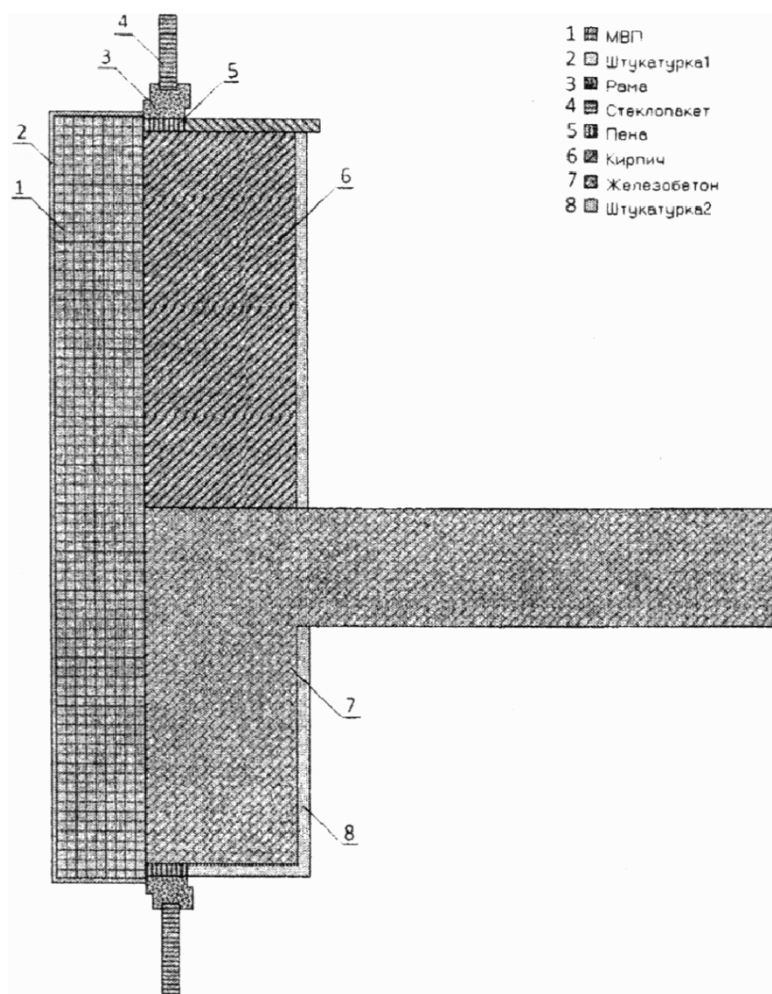 4
3
5
2
1
6
7
8
1 МВП
2 Штукатурка1
3 Рама
4 Стеклопакет
5 Пена
6 Кирпич
7 Железобетон
8 Штукатурка2